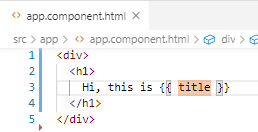 app.component.html
src > app > app.component.html > div >
1 <div>
2 <h1>
3 Hi, this is {{ title }}
4 </h1>
5 </div>